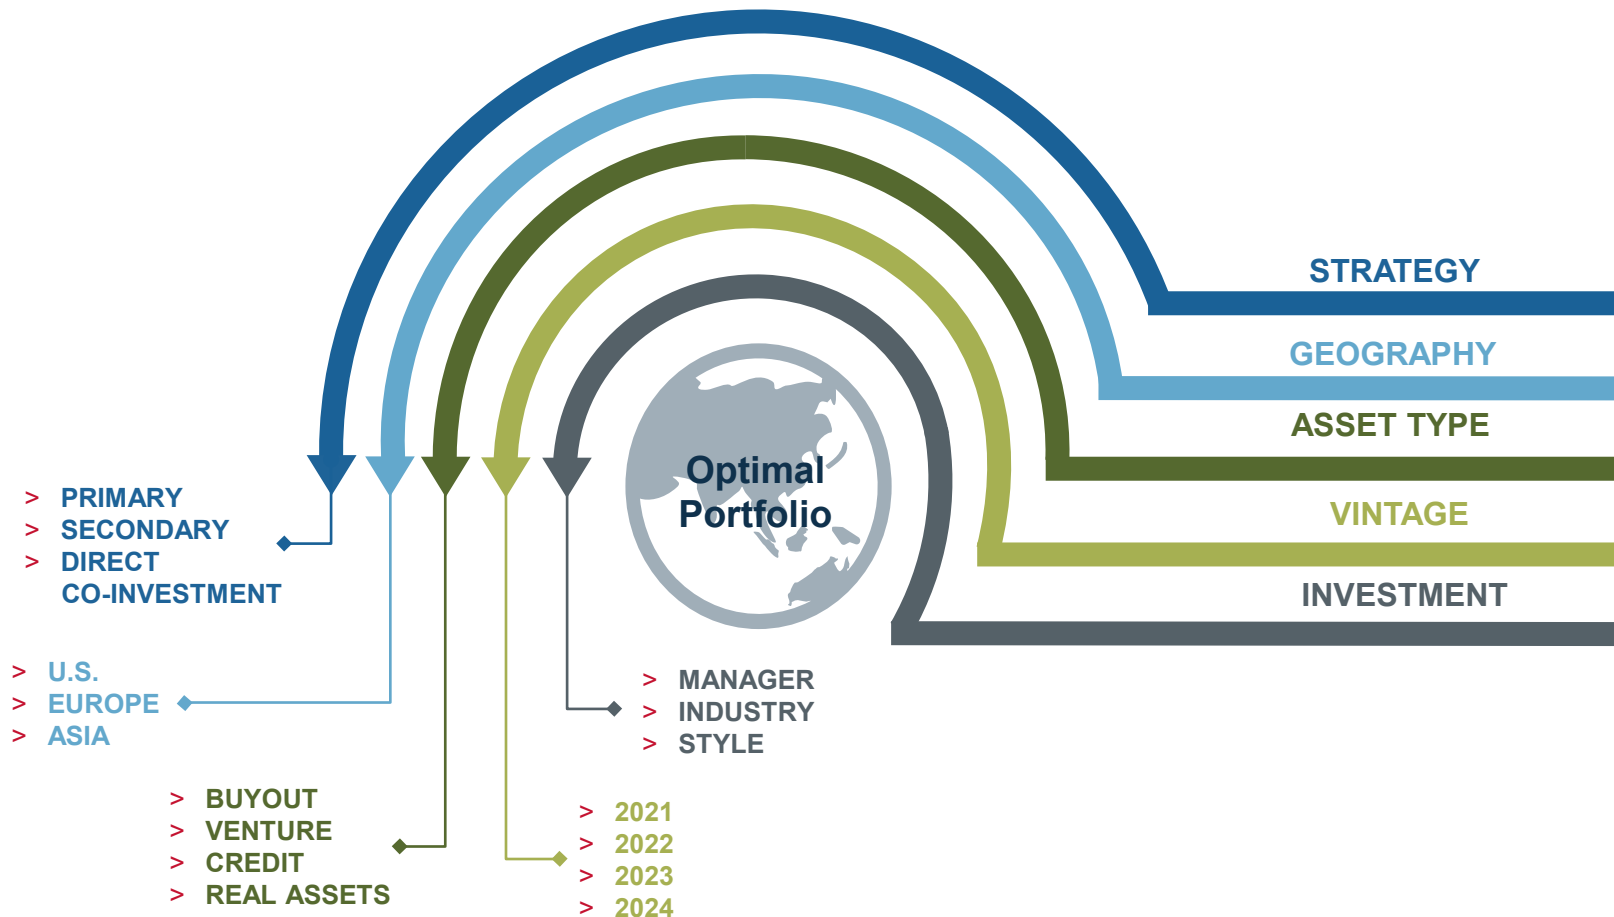 STRATEGY
GEOGRAPHY
ASSET TYPE
VINTAGE
INVESTMENT
Optimal
Portfolio
> PRIMARY
> SECONDARY
> DIRECT
CO-INVESTMENT
> U.S.
> EUROPE
> ASIA
> BUYOUT
> VENTURE
> CREDIT
> REAL ASSETS
> 2021
> 2022
> 2023
> 2024
> MANAGER
> INDUSTRY
> STYLE